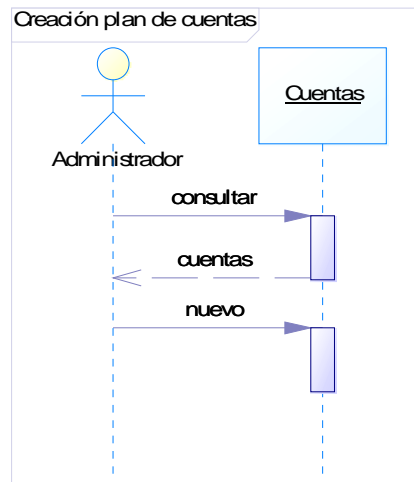 Creación plan de cuentas
Cuentas
Administrador
consultar
cuentas
nuevo